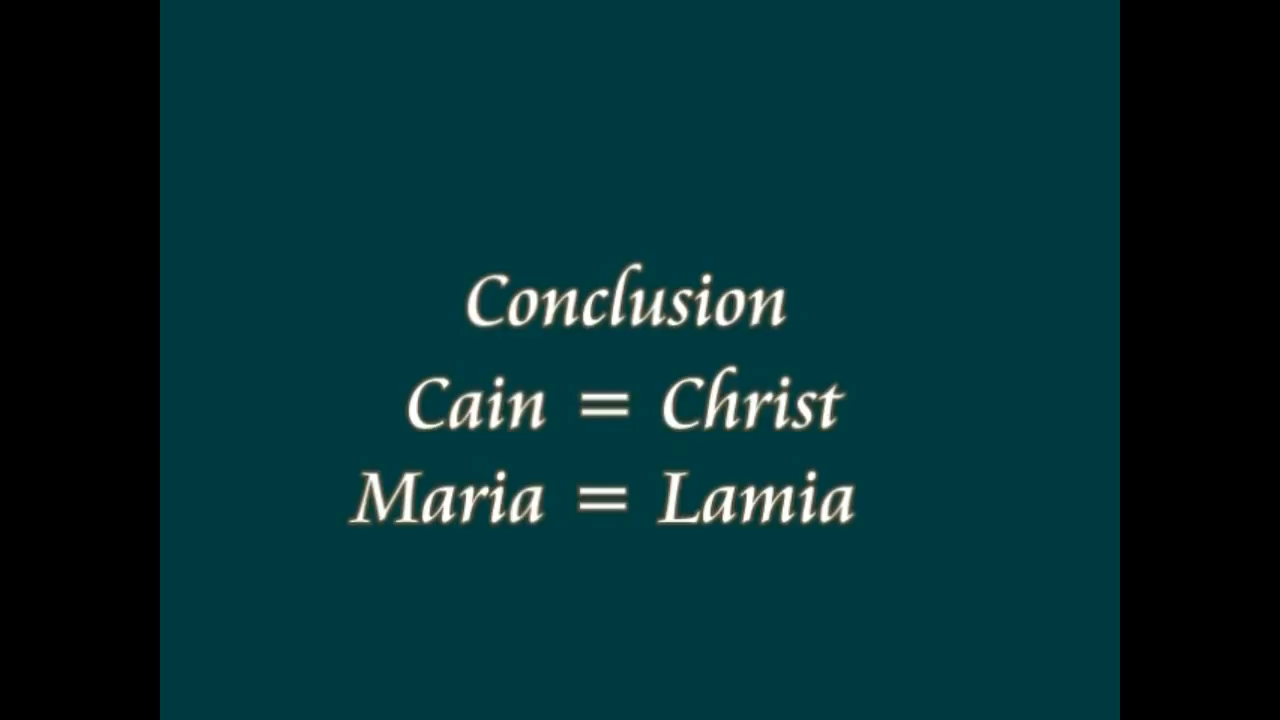 Conclusion
Cain = Christ
Maria = Lamia